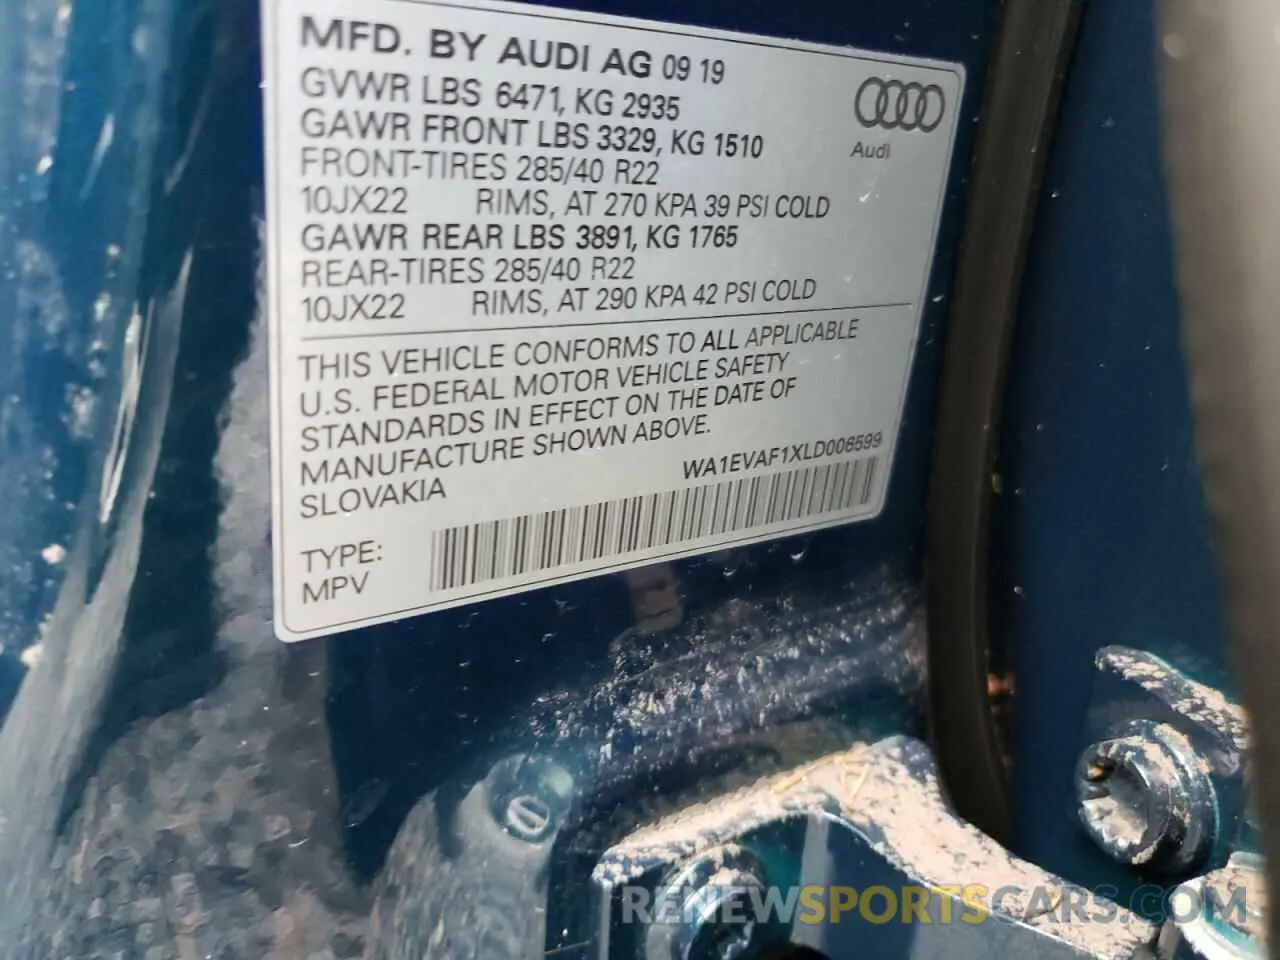 MFD. BY AUDI AG 09 19
GVWR LBS 6471, KG 2935
GAWR FRONT LBS 3329, KG 1510
FRONT-TIRES 285/40 R22
10JX22 RIMS, AT 270 KPA 39 PSI COLD
GAWR REAR LBS 3891, KG 1765
REAR-TIRES 285/40 R22
10JX22 RIMS, AT 290 KPA 42 PSI COLD
Audi
THIS VEHICLE CONFORMS TO ALL APPLICABLE
U.S. FEDERAL MOTOR VEHICLE SAFETY
STANDARDS IN EFFECT ON THE DATE OF
MANUFACTURE SHOWN ABOVE.
SLOVAKIA
WA1EVAF1XLD006599
TYPE:
MPV
RENEWSPORTSCARS.COM